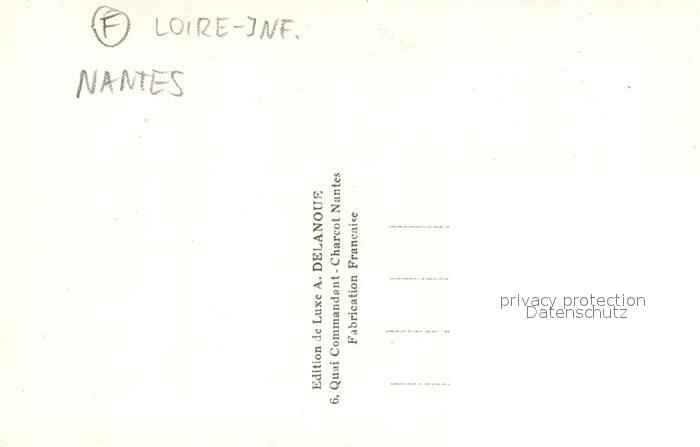 F LOIRE-INF.
NANTES
Edition de Luxe A. DELANOUE
6, Quai Commandant-Charcot Nantes
Fabrication Française
privacy protection
Datenschutz